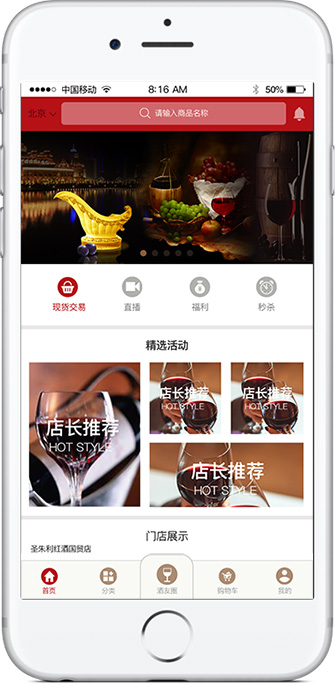 中国移动 8:16 AM 50%
北京 请输入商品名称
现货交易 直播 福利 秒杀
精选活动
店长推荐
HOT STYLE
店长推荐
HOT STYLE
店长推荐
HOT STYLE
店长推荐
HOT STYLE
门店展示
圣朱利红酒国贸店
首页 分类 酒友圈 购物车 我的